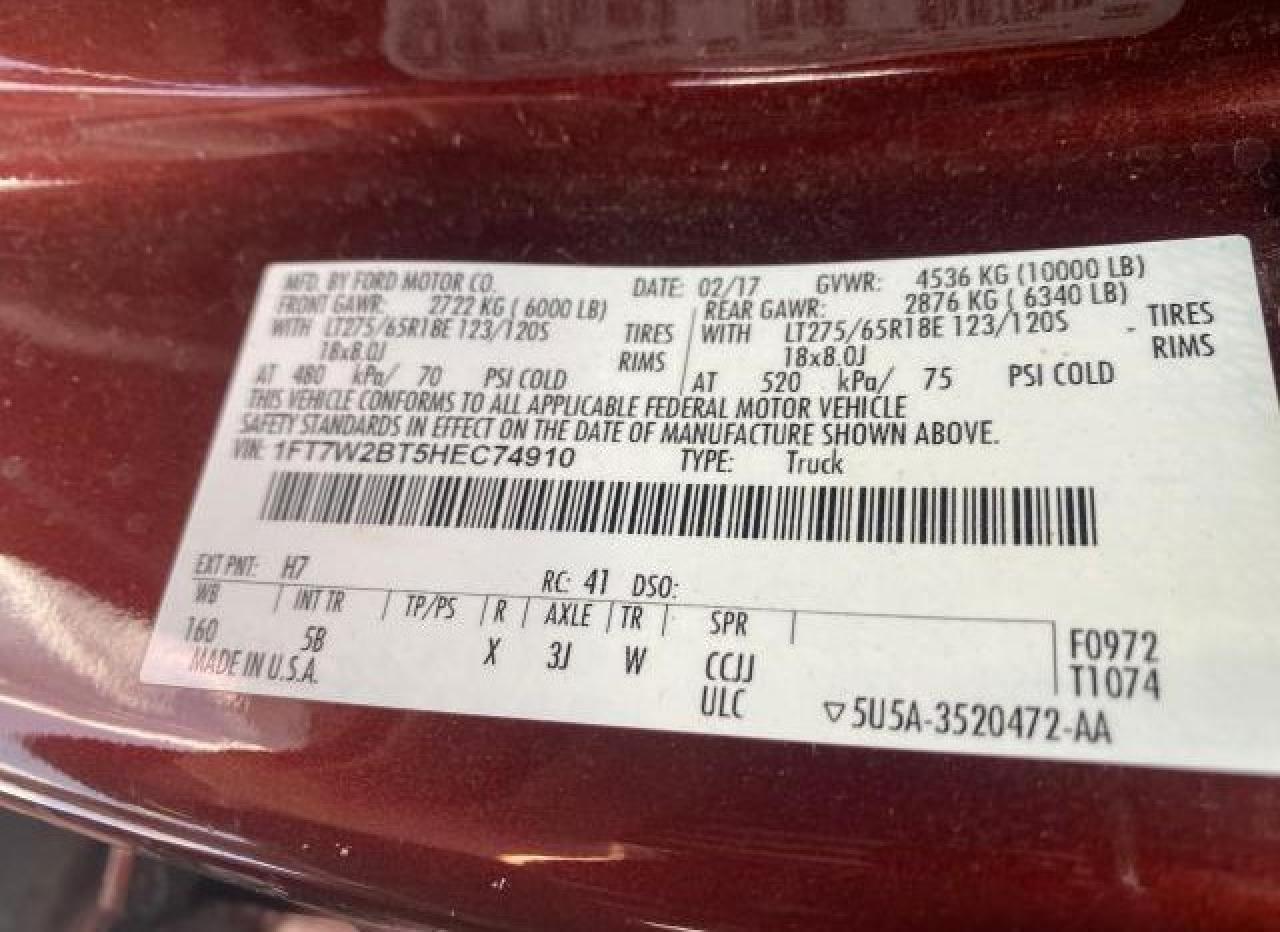 MFD. BY FORD MOTOR CO. DATE: 02/17 GVWR: 4536 KG (10000 LB)
FRONT GAWR: 2722 KG ( 6000 LB) REAR GAWR: 2876 KG ( 6340 LB)
WITH LT275/65R18E 123/120S TIRES WITH LT275/65R18E 123/120S - TIRES
18x8.0J RIMS 18x8.0J RIMS
AT 480 kPa/ 70 PSI COLD AT 520 kPa/ 75 PSI COLD
THIS VEHICLE CONFORMS TO ALL APPLICABLE FEDERAL MOTOR VEHICLE
SAFETY STANDARDS IN EFFECT ON THE DATE OF MANUFACTURE SHOWN ABOVE.
VIN: 1FT7W2BT5HEC74910 TYPE: Truck
EXT PNT: H7 RC: 41 DSO:
WB INT TR TP/PS R AXLE TR SPR
160 5B X 3J W CCJJ F0972
MADE IN U.S.A. ULC T1074
▽5U5A-3520472-AA